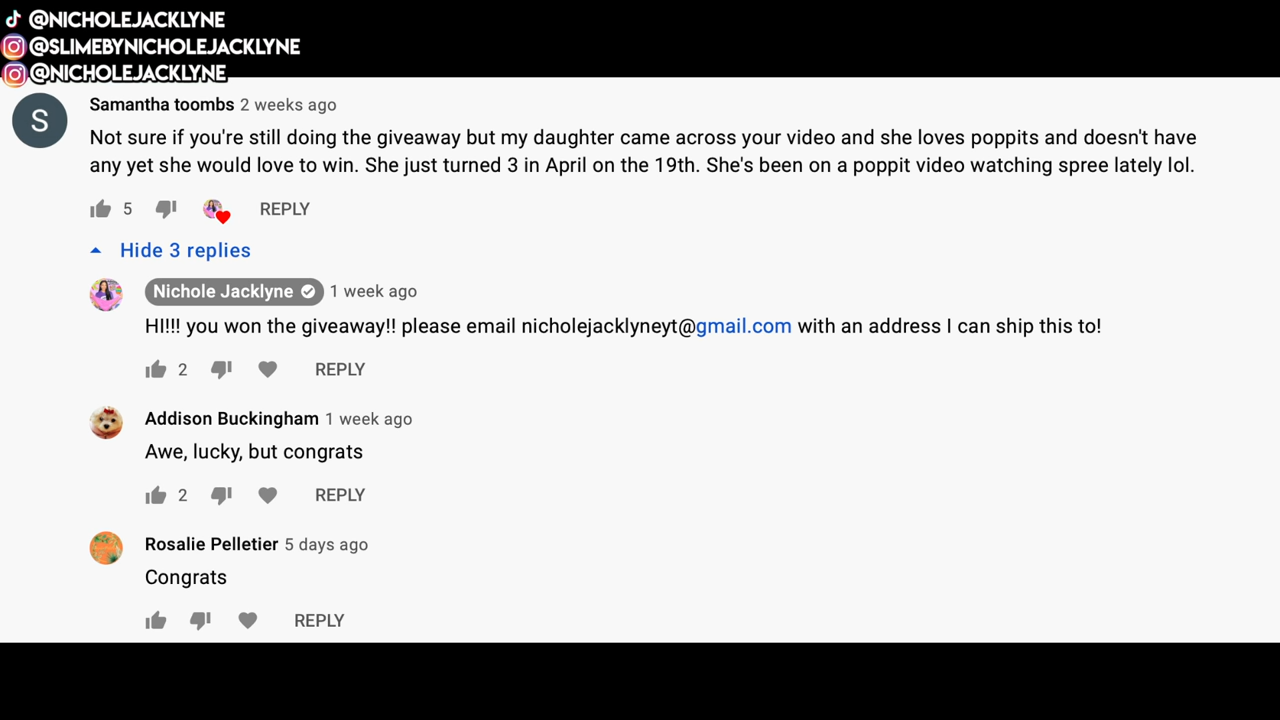 @NICHOLEJACKLYNE
@SLIMEBYNICHOLEJACKLYNE
@NICHOLEJACKLYNE
S
Samantha toombs 2 weeks ago
Not sure if you're still doing the giveaway but my daughter came across your video and she loves poppits and doesn't have
any yet she would love to win. She just turned 3 in April on the 19th. She's been on a poppit video watching spree lately lol.
5 REPLY
Hide 3 replies
Nichole Jacklyne 1 week ago
HI!!! you won the giveaway!! please email nicholejacklyneyt@gmail.com with an address I can ship this to!
2 REPLY
Addison Buckingham 1 week ago
Awe, lucky, but congrats
2 REPLY
Rosalie Pelletier 5 days ago
Congrats
REPLY